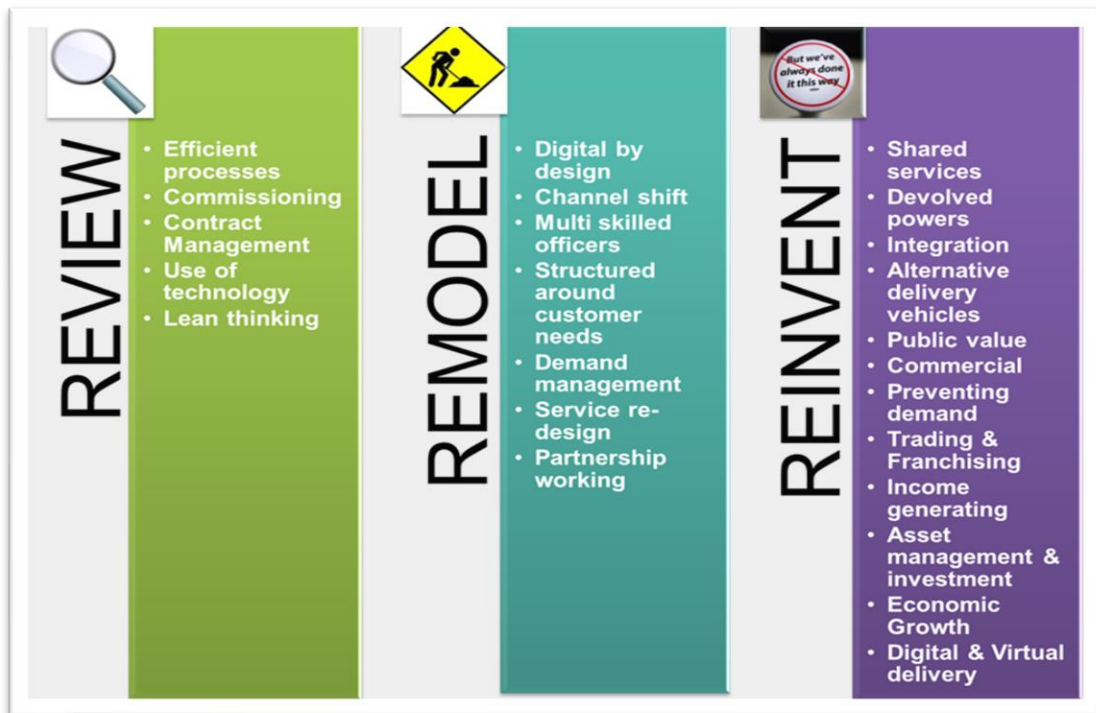 REVIEW
• Efficient
processes
• Commissioning
• Contract
Management
• Use of
technology
• Lean thinking
REMODEL
• Digital by
design
• Channel shift
• Multi skilled
officers
• Structured
around
customer
needs
• Demand
management
• Service re-
design
• Partnership
working
But we've
always done
it this way
REINVENT
• Shared
services
• Devolved
powers
• Integration
• Alternative
delivery
vehicles
• Public value
• Commercial
• Preventing
demand
• Trading &
Franchising
• Income
generating
• Asset
management &
investment
• Economic
Growth
• Digital & Virtual
delivery